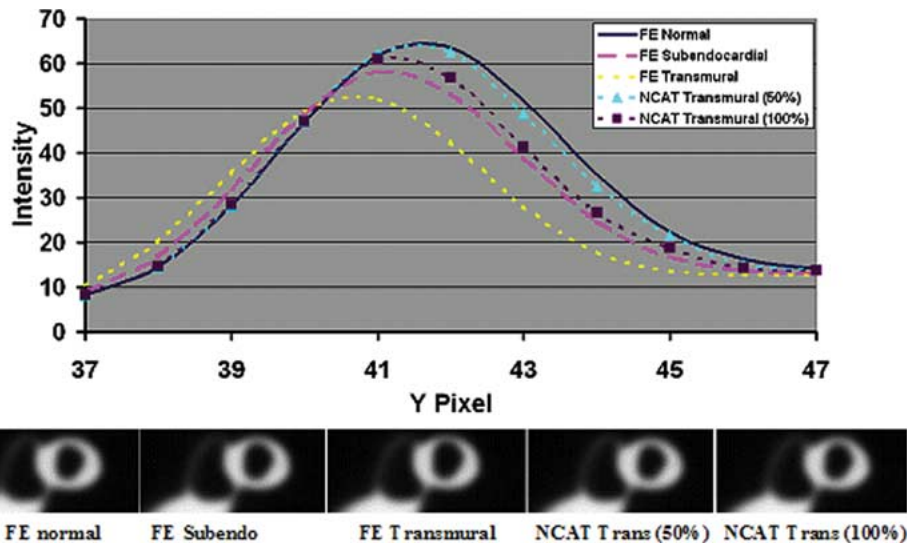 70
60
50
40
30
20
10
0
Intensity
37 39 41 43 45 47
Y Pixel
FE Normal
FE Subendocardial
FE Transmural
NCAT Transmural (50%)
NCAT Transmural (100%)
FE normal FE Subendo FE Transmural NCAT Trans (50%) NCAT Trans (100%)